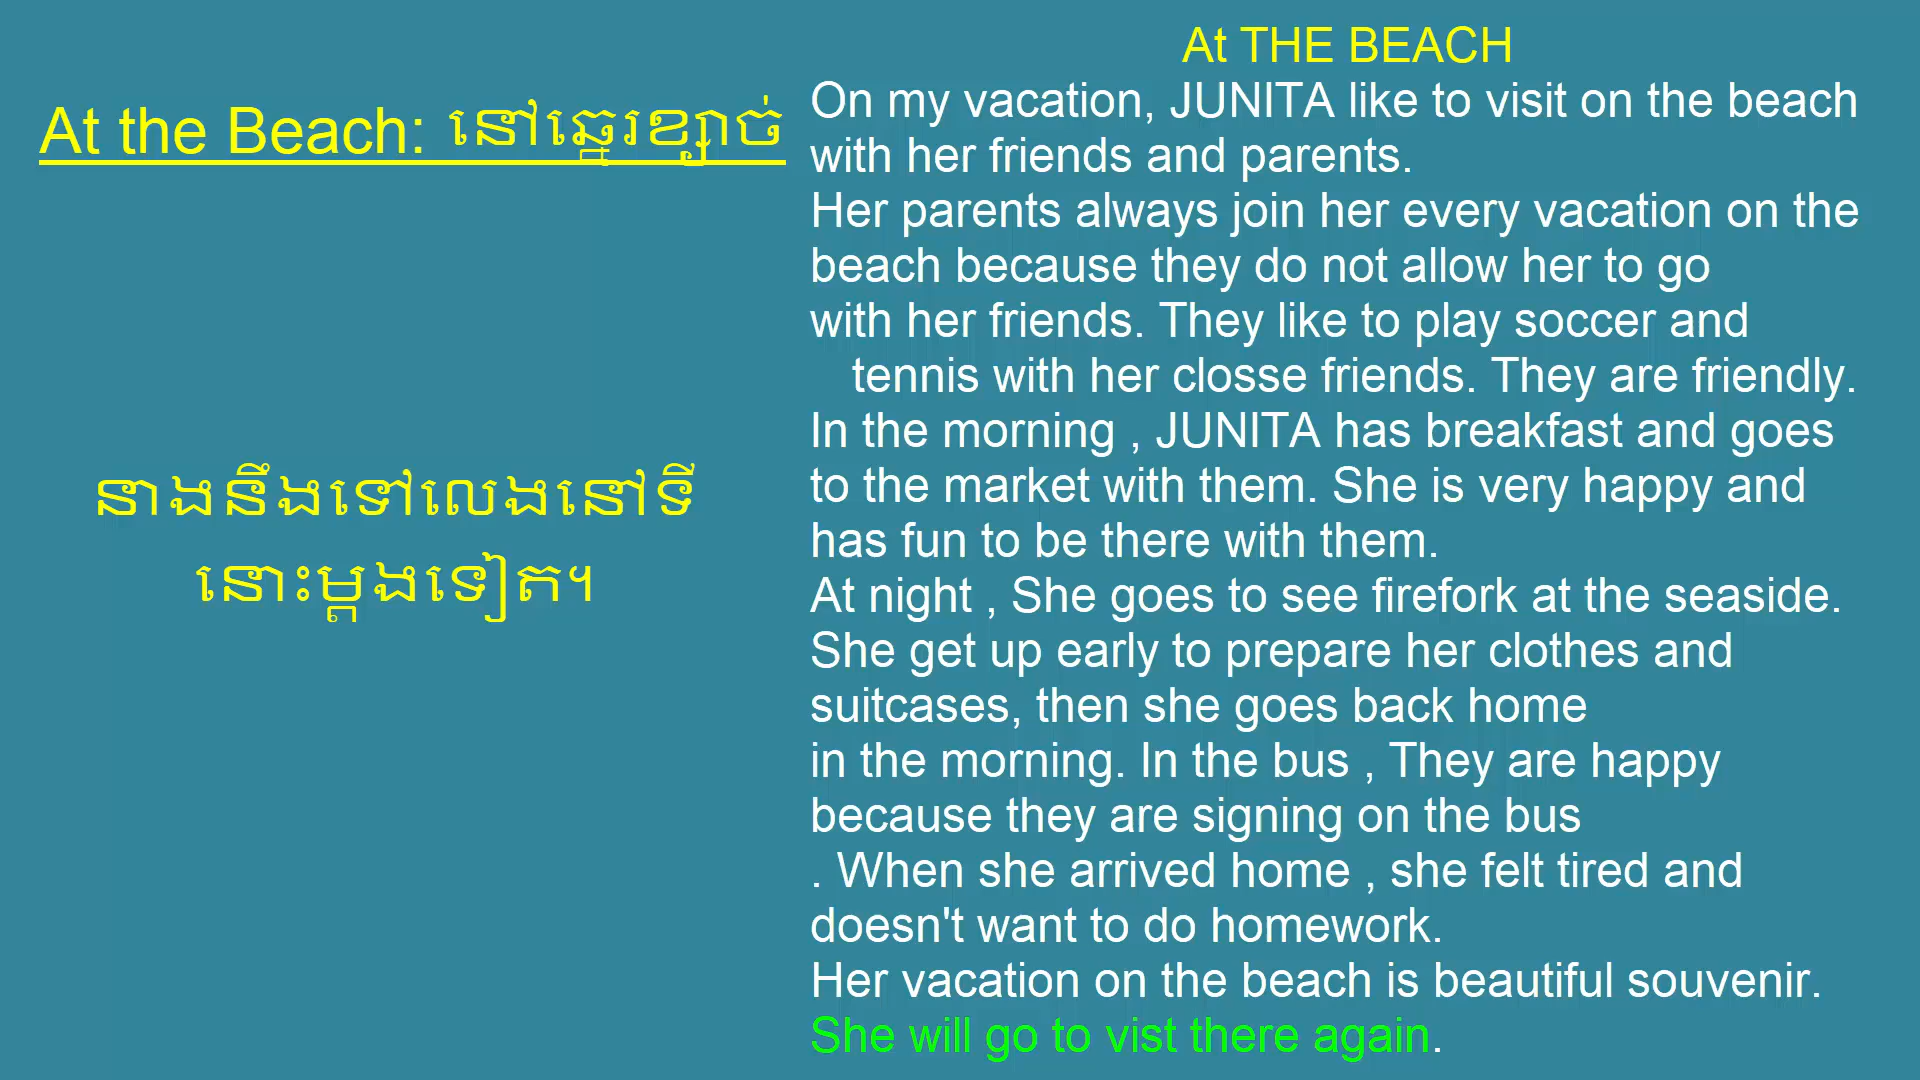 At the Beach: នៅឆ្នេរខ្សាច់
នាងនឹងទៅលេងនៅទី
នោះម្តងទៀត។
At THE BEACH
On my vacation, JUNITA like to visit on the beach
with her friends and parents.
Her parents always join her every vacation on the
beach because they do not allow her to go
with her friends. They like to play soccer and
tennis with her closse friends. They are friendly.
In the morning , JUNITA has breakfast and goes
to the market with them. She is very happy and
has fun to be there with them.
At night , She goes to see firefork at the seaside.
She get up early to prepare her clothes and
suitcases, then she goes back home
in the morning. In the bus , They are happy
because they are signing on the bus
. When she arrived home , she felt tired and
doesn't want to do homework.
Her vacation on the beach is beautiful souvenir.
She will go to vist there again.